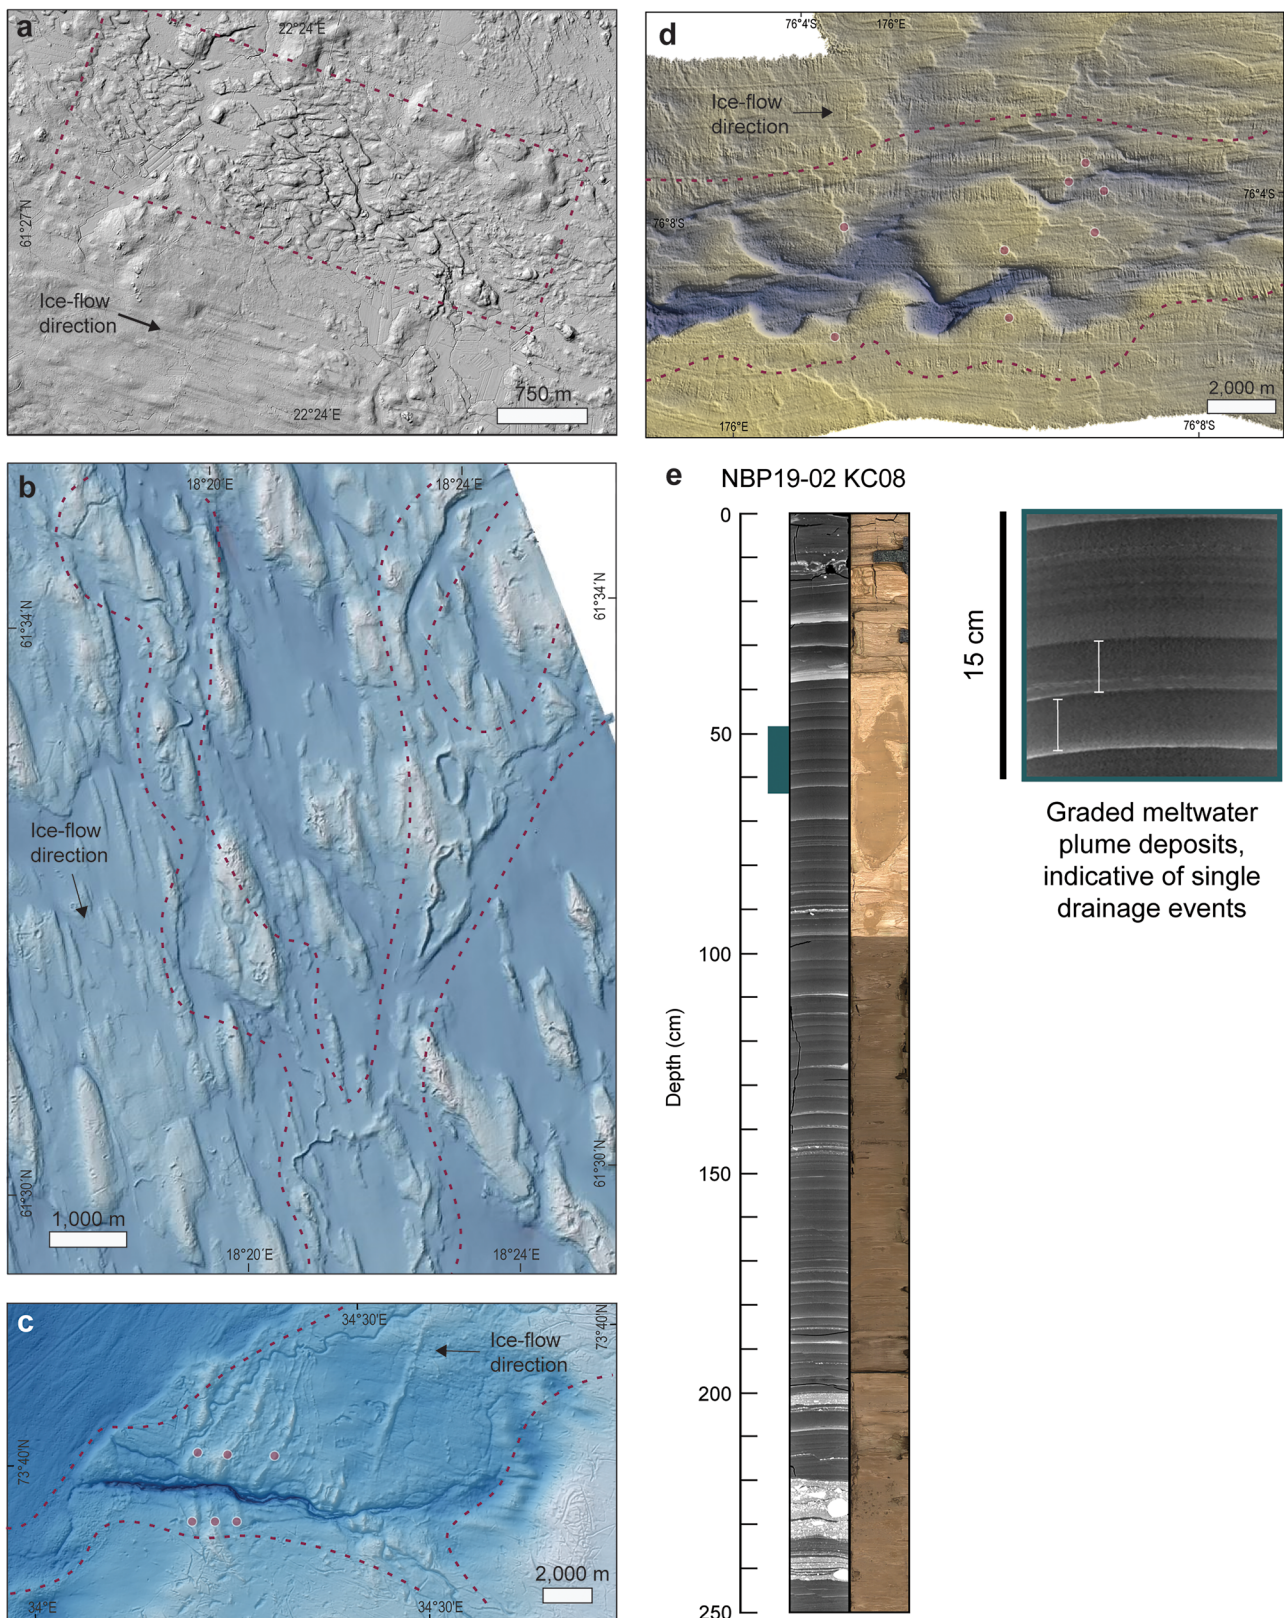 a
22°24´E
61°27´N
Ice-flow
direction
750 m
22°24´E
b
18°20´E
18°24´E
61°34´N
61°34´N
Ice-flow
direction
61°30´N
61°30´N
1,000 m
18°20´E
18°24´E
c
34°30'E
73°40'N
Ice-flow
direction
73°40'N
2,000 m
34°E
34°30'E
d
76°4'S
176°E
Ice-flow
direction
76°8'S
76°4'S
2,000 m
176°E
76°8'S
e
NBP19-02 KC08
0
50
100
150
200
250
Depth (cm)
15 cm
Graded meltwater
plume deposits,
indicative of single
drainage events